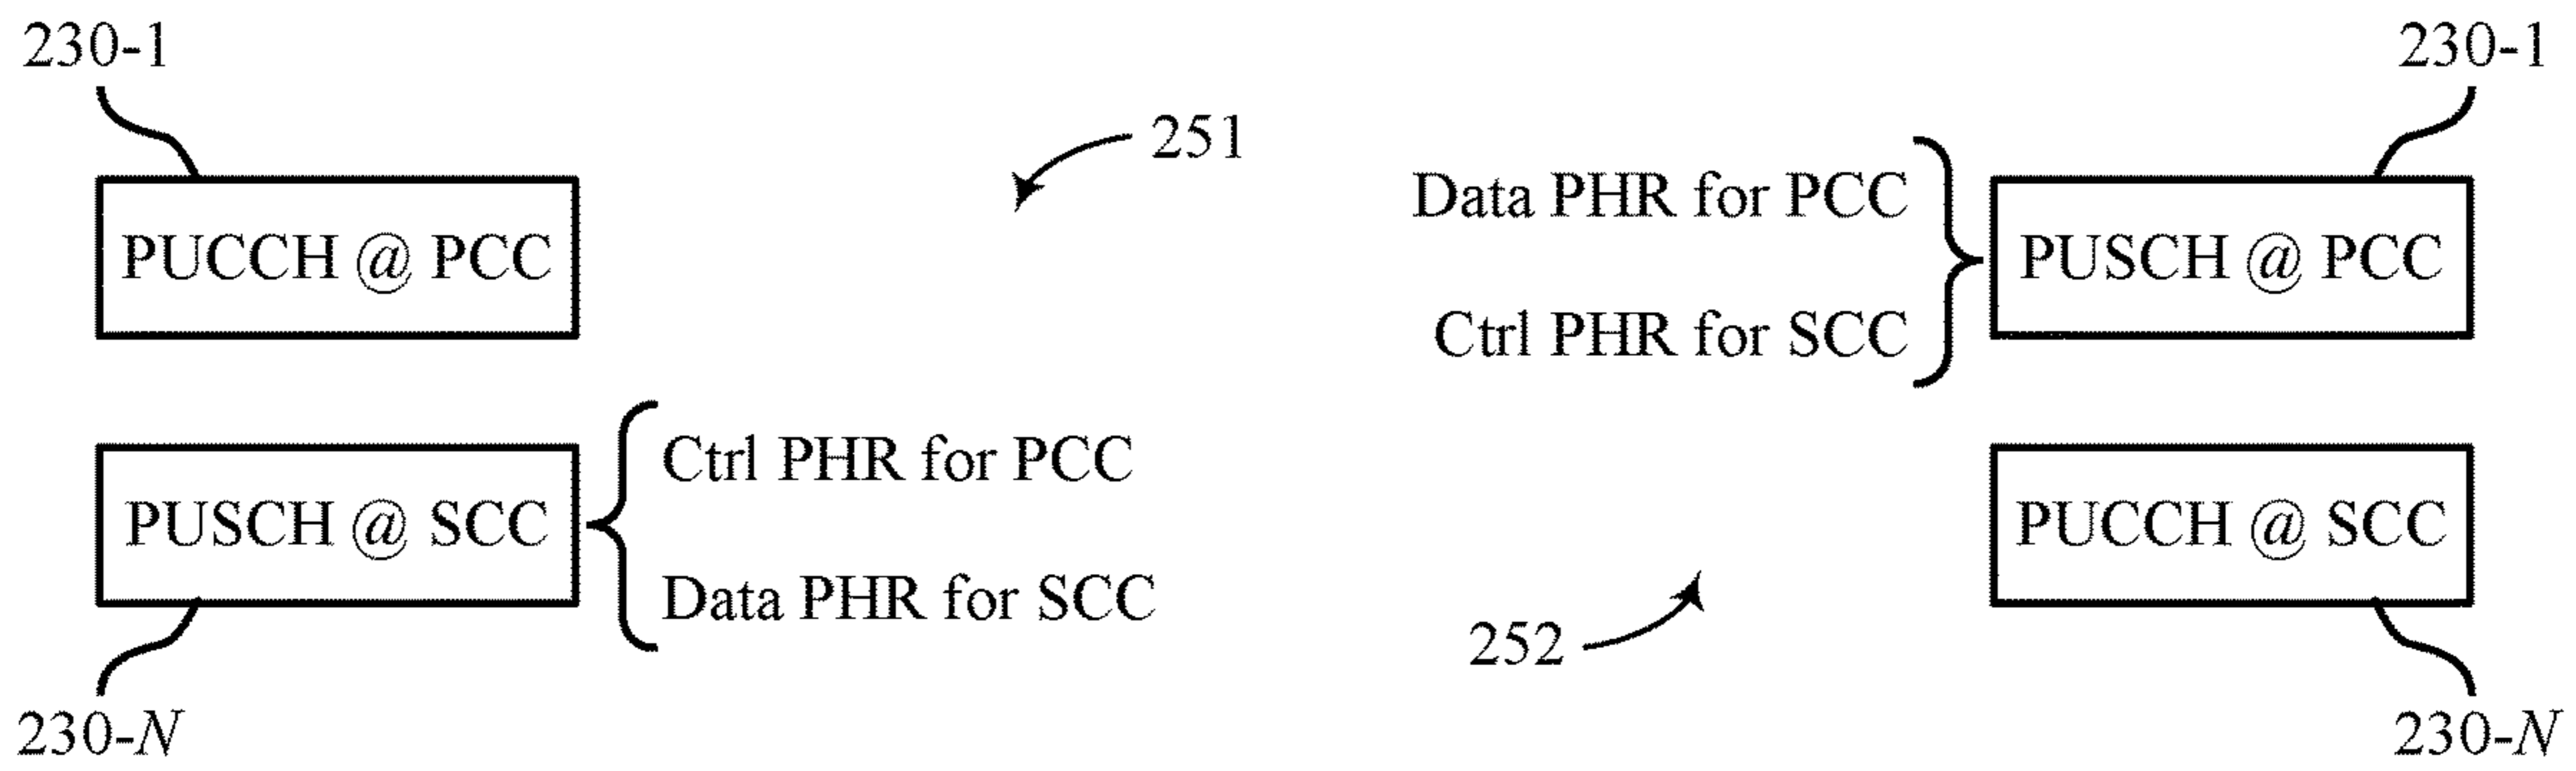 230-1
PUCCH @ PCC
251
PUSCH @ SCC
Ctrl PHR for PCC
Data PHR for SCC
230-N
230-1
Data PHR for PCC
Ctrl PHR for SCC
PUSCH @ PCC
PUCCH @ SCC
252
230-N